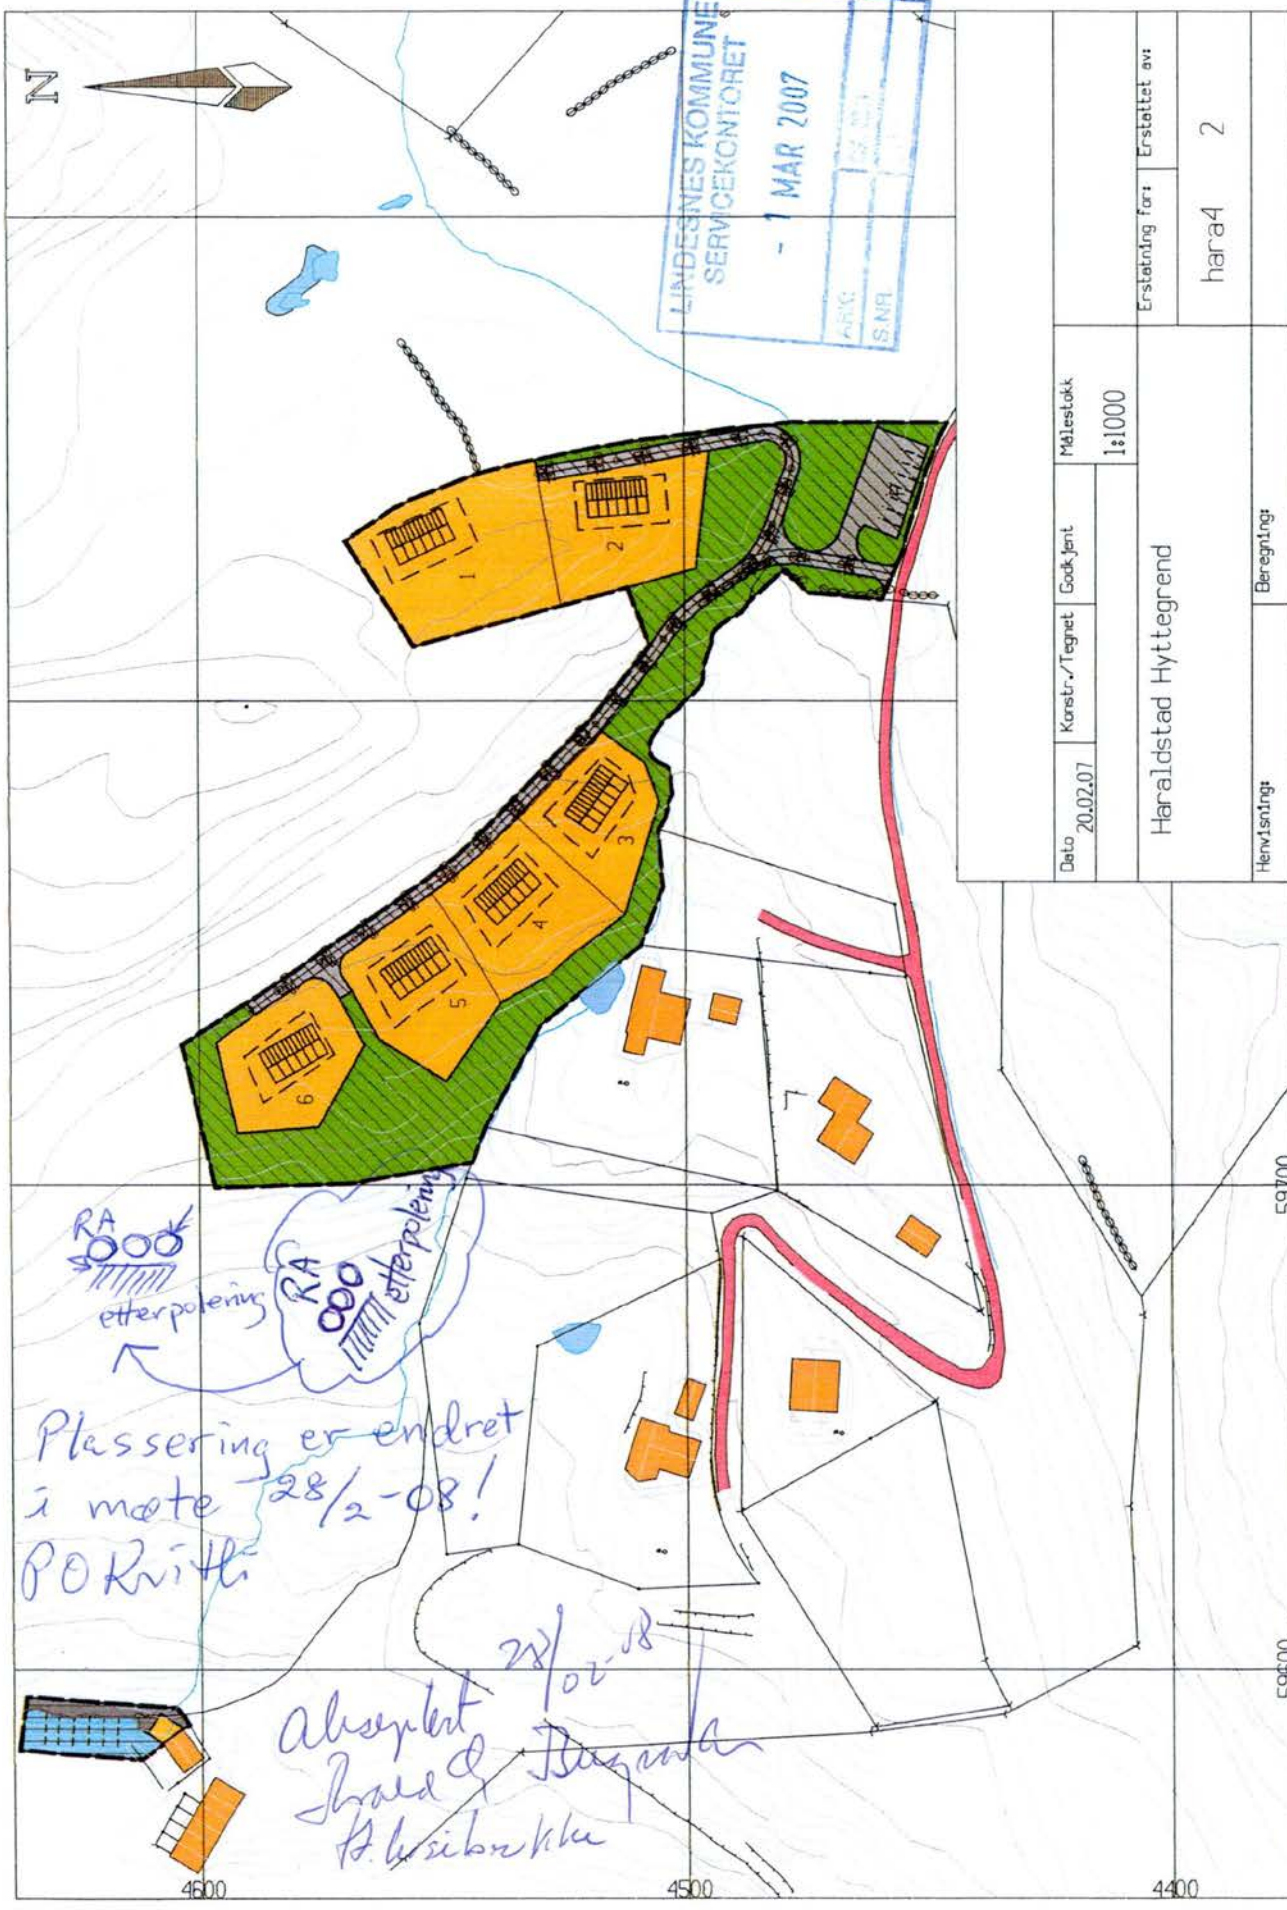 N
LINDESNES KOMMUNE
SERVICEKONTORET
- 1 MAR 2007
ARK:
S.NR.
1
2
3
4
5
6
P
RA
etterpolering
RA
etterpolering
Plassering er endret
i møte 28/2-08!
PO Kvitli
Akseptert 28/02-08
4600
4500
4400
59700
59600
Dato
20.02.07
Konstr./Tegnet
Godkjent
Målestokk
1:1000
Haraldstad Hyttegrend
Erstatning for:
Erstattet av:
hara4 2
Henvisning:
Beregning: